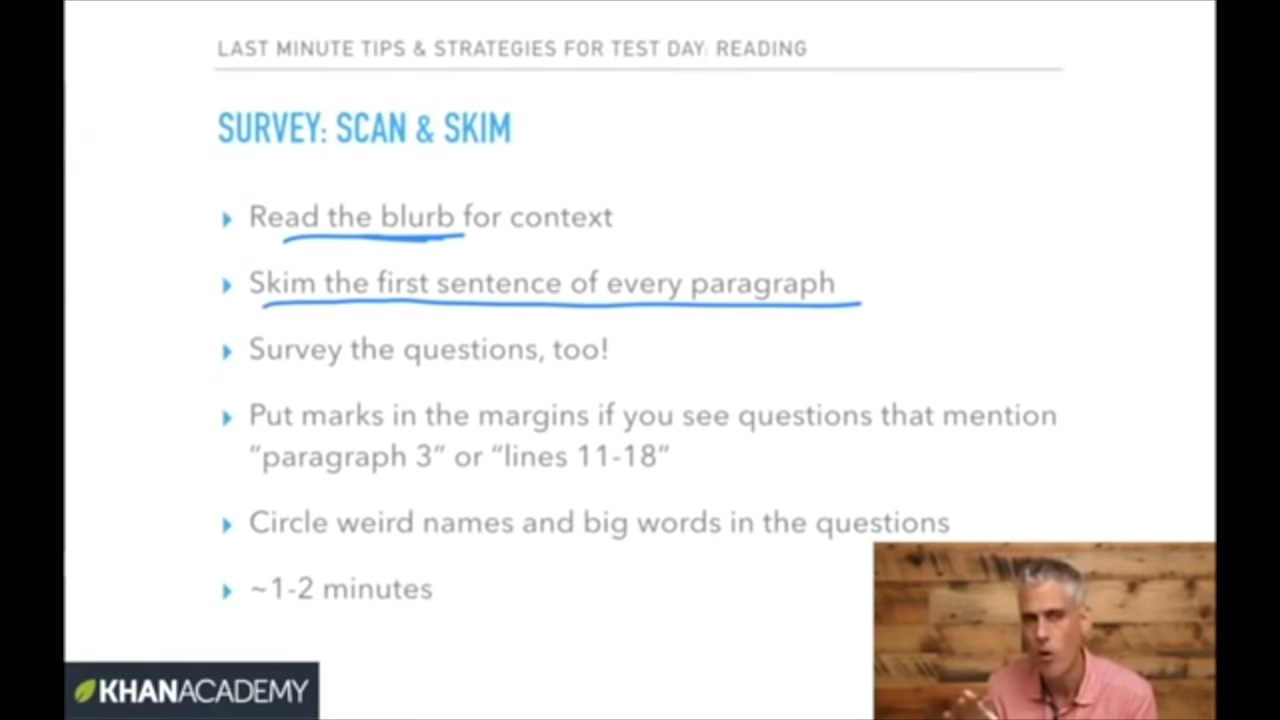 LAST MINUTE TIPS & STRATEGIES FOR TEST DAY: READING
SURVEY: SCAN & SKIM
Read the blurb for context
Skim the first sentence of every paragraph
Survey the questions, too!
Put marks in the margins if you see questions that mention
"paragraph 3" or "lines 11-18"
Circle weird names and big words in the questions
~1-2 minutes
KHANACADEMY